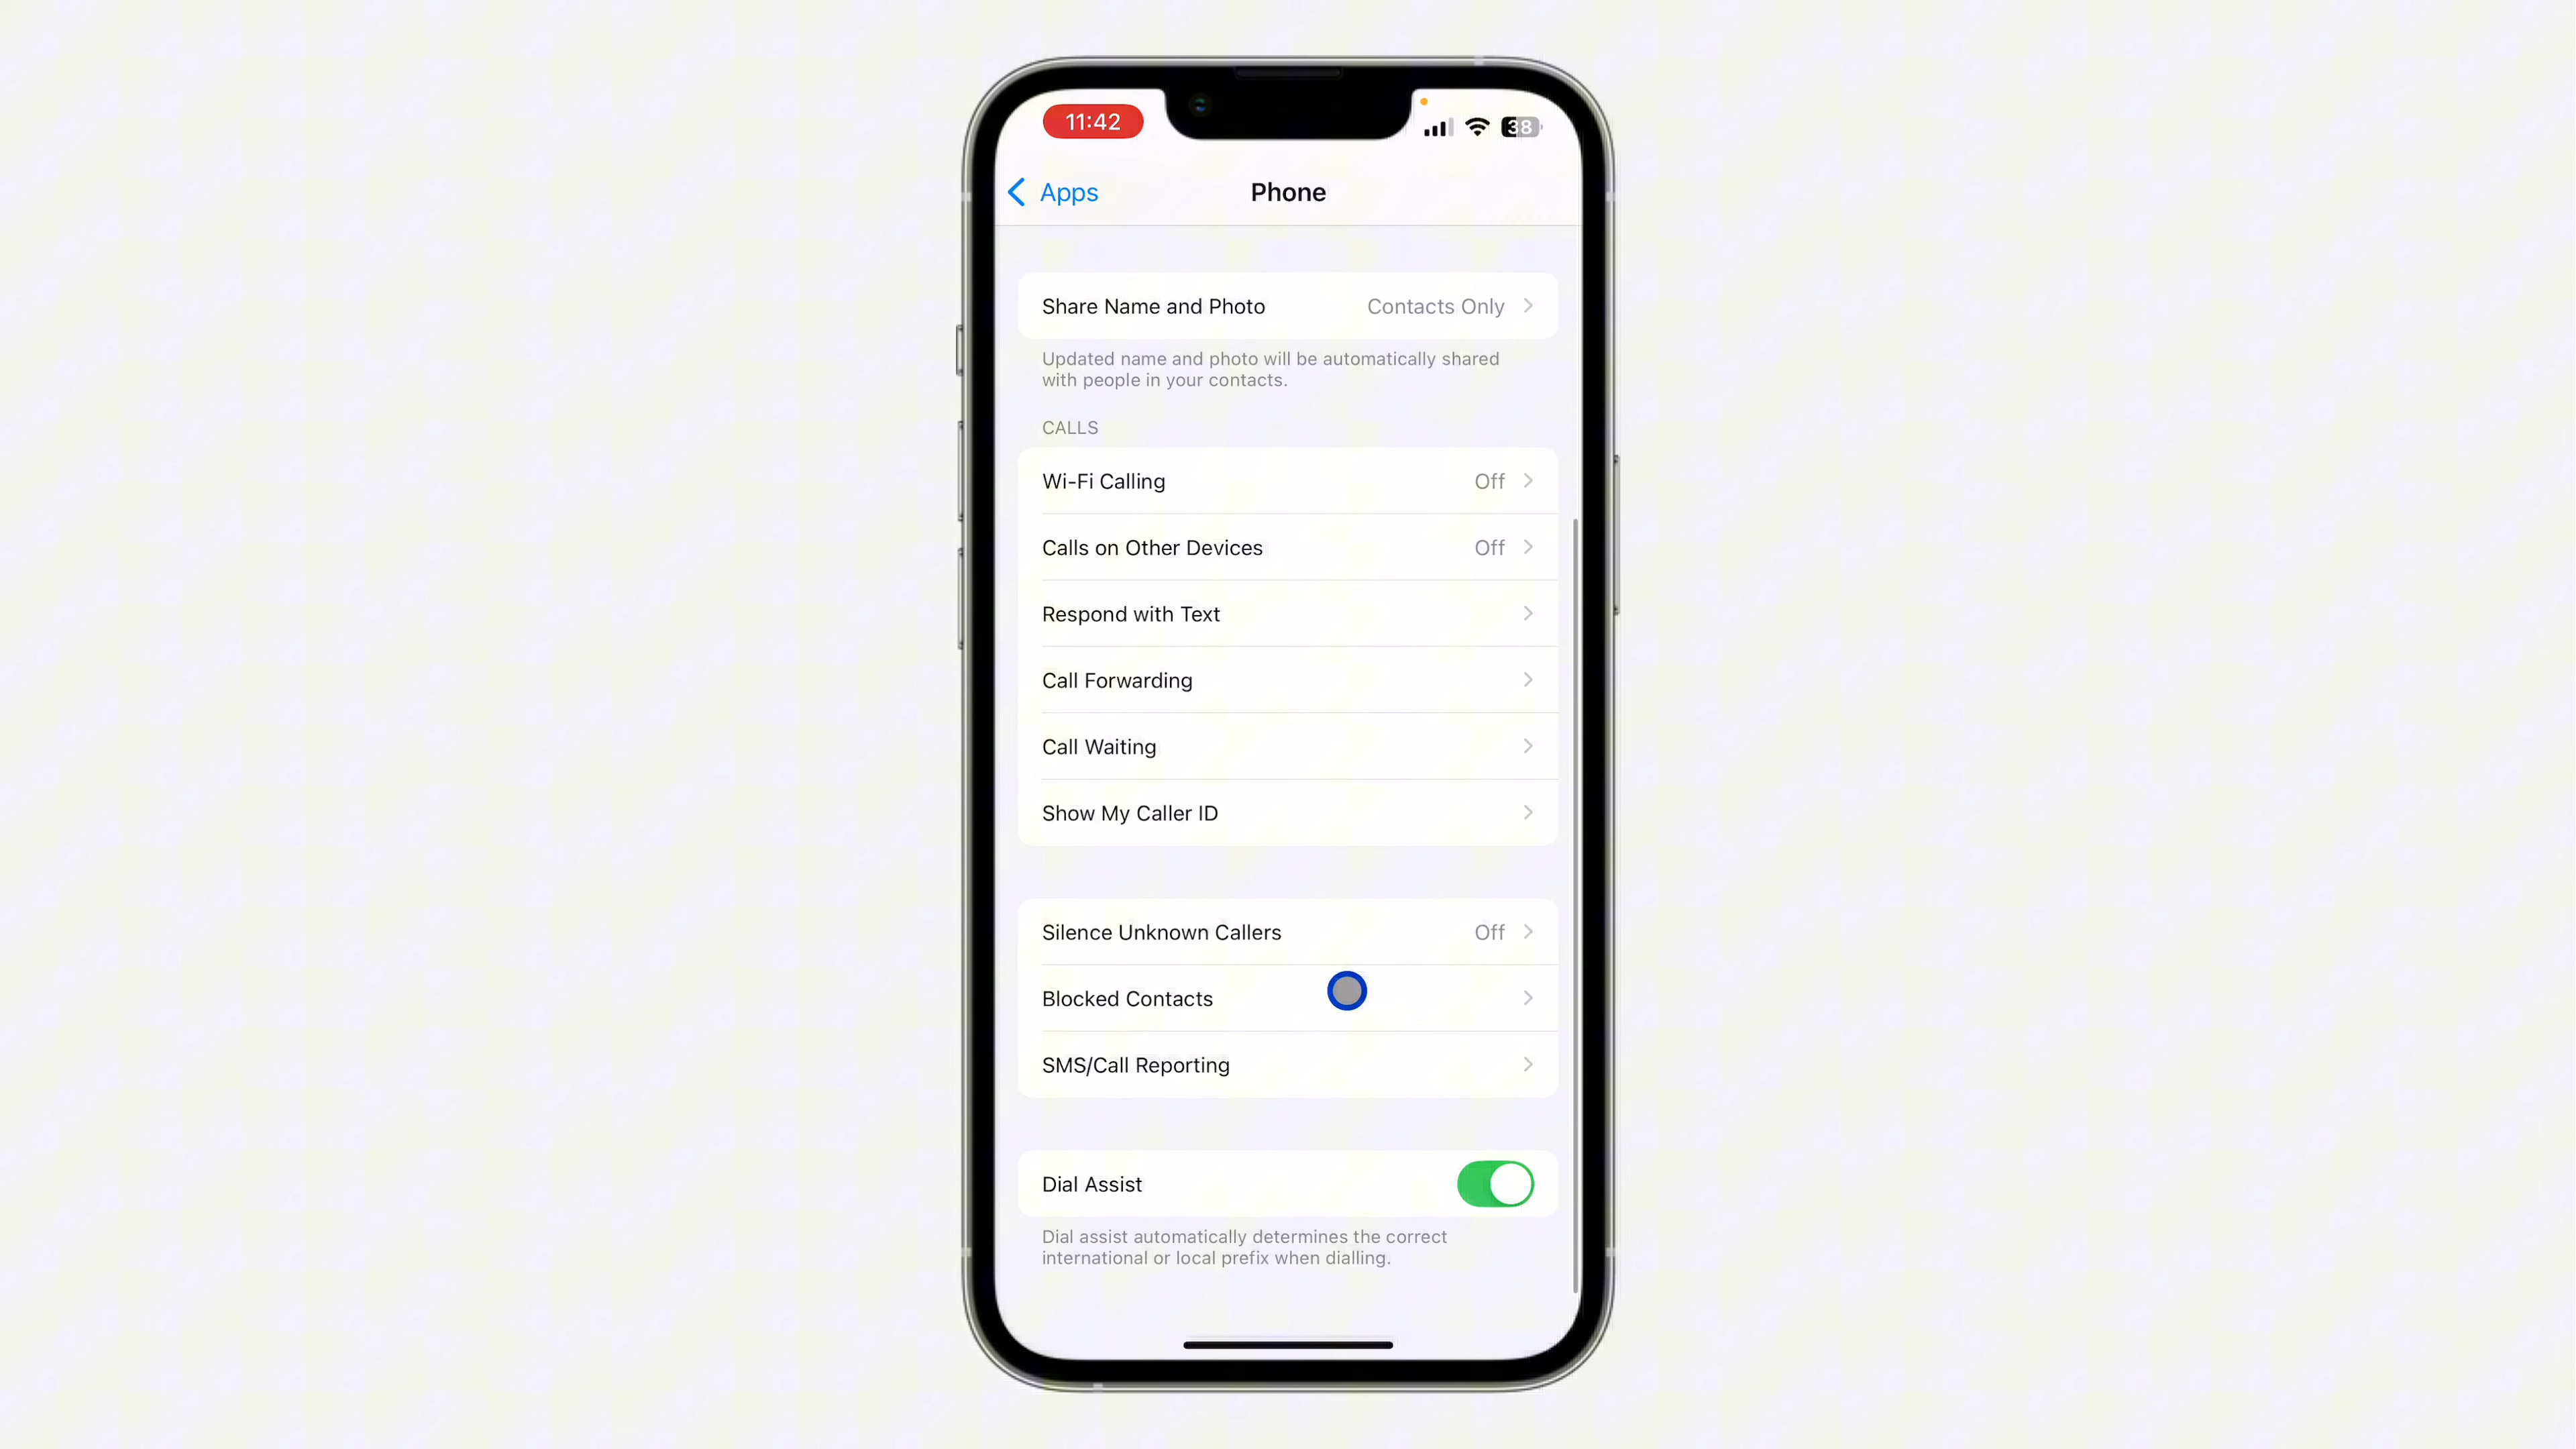 11:42
38
Apps
Phone
Share Name and Photo Contacts Only
Updated name and photo will be automatically shared
with people in your contacts.
CALLS
Wi-Fi Calling Off
Calls on Other Devices Off
Respond with Text
Call Forwarding
Call Waiting
Show My Caller ID
Silence Unknown Callers Off
Blocked Contacts
SMS/Call Reporting
Dial Assist
Dial assist automatically determines the correct
international or local prefix when dialling.